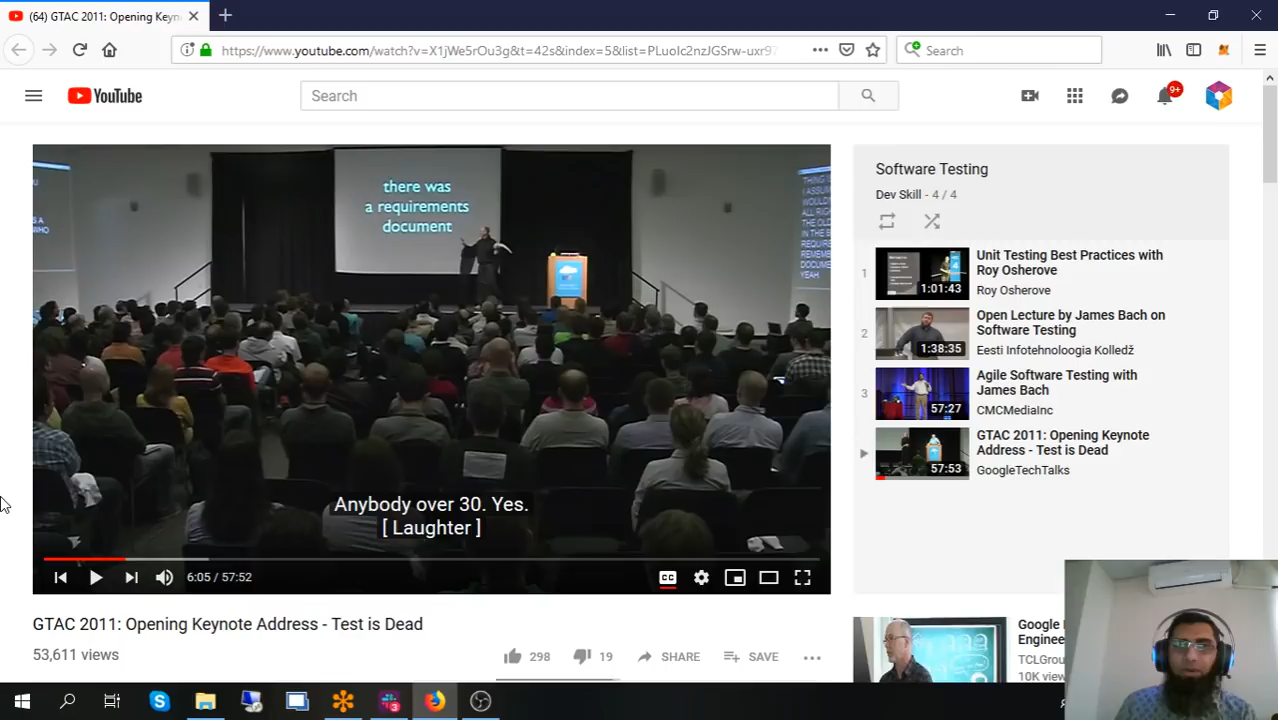 (64) GTAC 2011: Opening Keyn
https://www.youtube.com/watch?v=X1jWe5rOu3g&t=42s&index=5&list=PLuoIc2nzJGSrw-uxr9?
Search
YouTube
Search
9+
there was
a requirements
document
Anybody over 30. Yes.
[ Laughter ]
6:05 / 57:52
CC
GTAC 2011: Opening Keynote Address - Test is Dead
53,611 views
298
19
SHARE
SAVE
Software Testing
Dev Skill - 4 / 4
1
1:01:43
Unit Testing Best Practices with
Roy Osherove
Roy Osherove
2
1:38:35
Open Lecture by James Bach on
Software Testing
Eesti Infotehnoloogia Kolledž
3
57:27
Agile Software Testing with
James Bach
CMCMediaInc
57:53
GTAC 2011: Opening Keynote
Address - Test is Dead
GoogleTechTalks
Google
Engine
TCLGrou
10K view
3